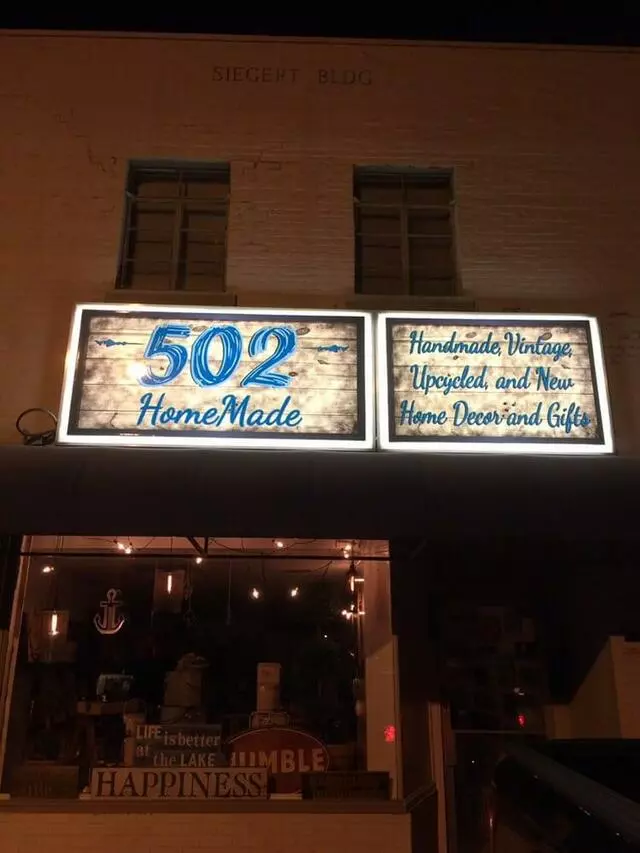 SIEGERT BLDG
502
HomeMade
Handmade, Vintage,
Upcycled, and New
Home Decor and Gifts
LIFE is better
at the LAKE
HUMBLE
HAPPINESS